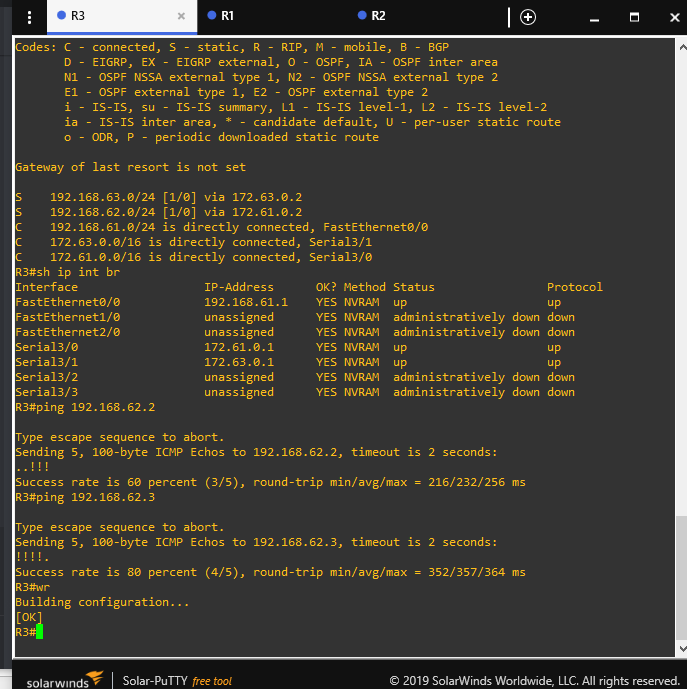 R3 × R1 R2
Codes: C - connected, S - static, R - RIP, M - mobile, B - BGP
D - EIGRP, EX - EIGRP external, O - OSPF, IA - OSPF inter area
N1 - OSPF NSSA external type 1, N2 - OSPF NSSA external type 2
E1 - OSPF external type 1, E2 - OSPF external type 2
i - IS-IS, su - IS-IS summary, L1 - IS-IS level-1, L2 - IS-IS level-2
ia - IS-IS inter area, * - candidate default, U - per-user static route
o - ODR, P - periodic downloaded static route
Gateway of last resort is not set
S 192.168.63.0/24 [1/0] via 172.63.0.2
S 192.168.62.0/24 [1/0] via 172.61.0.2
C 192.168.61.0/24 is directly connected, FastEthernet0/0
C 172.63.0.0/16 is directly connected, Serial3/1
C 172.61.0.0/16 is directly connected, Serial3/0
R3#sh ip int br
Interface IP-Address OK? Method Status Protocol
FastEthernet0/0 192.168.61.1 YES NVRAM up up
FastEthernet1/0 unassigned YES NVRAM administratively down down
FastEthernet2/0 unassigned YES NVRAM administratively down down
Serial3/0 172.61.0.1 YES NVRAM up up
Serial3/1 172.63.0.1 YES NVRAM up up
Serial3/2 unassigned YES NVRAM administratively down down
Serial3/3 unassigned YES NVRAM administratively down down
R3#ping 192.168.62.2
Type escape sequence to abort.
Sending 5, 100-byte ICMP Echos to 192.168.62.2, timeout is 2 seconds:
..!!!
Success rate is 60 percent (3/5), round-trip min/avg/max = 216/232/256 ms
R3#ping 192.168.62.3
Type escape sequence to abort.
Sending 5, 100-byte ICMP Echos to 192.168.62.3, timeout is 2 seconds:
!!!!.
Success rate is 80 percent (4/5), round-trip min/avg/max = 352/357/364 ms
R3#wr
Building configuration...
[OK]
R3#
solarwinds | Solar-PuTTY free tool © 2019 SolarWinds Worldwide, LLC. All rights reserved.